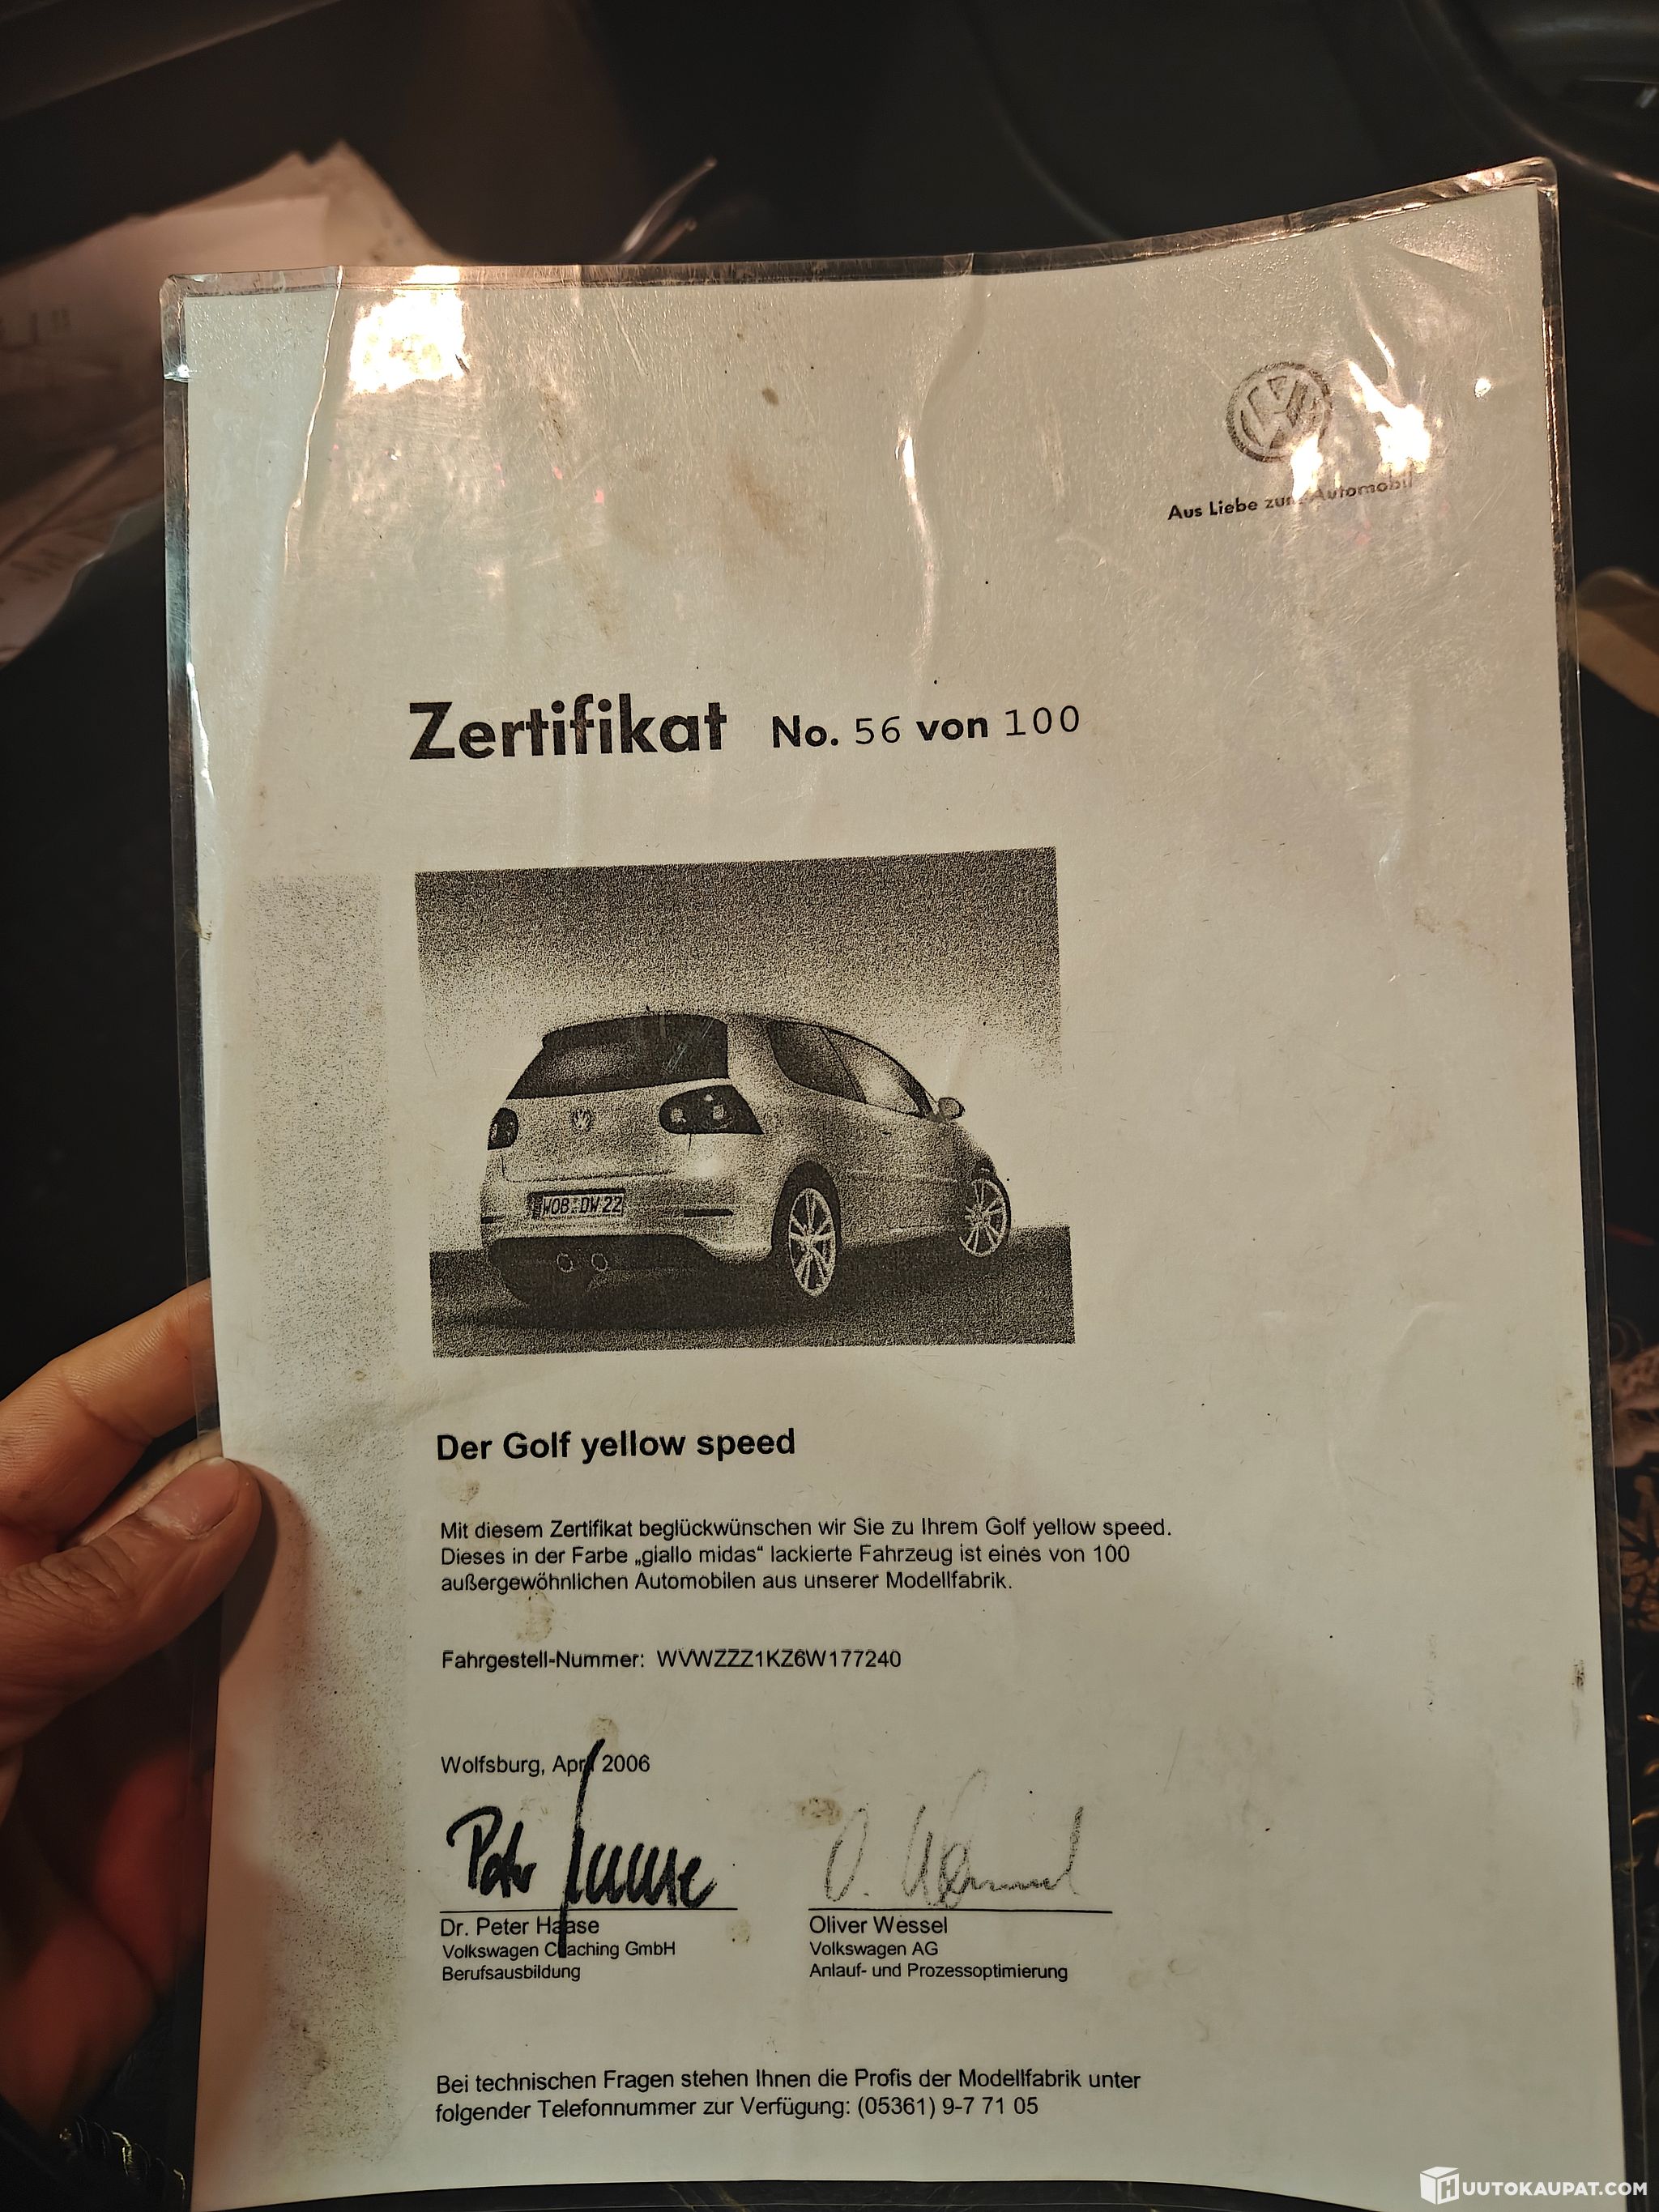 Aus Liebe zum Automobil
Zertifikat No. 56 von 100
WOB DW 22
Der Golf yellow speed
Mit diesem Zertifikat beglückwünschen wir Sie zu Ihrem Golf yellow speed.
Dieses in der Farbe „giallo midas“ lackierte Fahrzeug ist eines von 100
außergewöhnlichen Automobilen aus unserer Modellfabrik.
Fahrgestell-Nummer: WVWZZZ1KZ6W177240
Wolfsburg, April 2006
Dr. Peter Haase Oliver Wessel
Volkswagen Coaching GmbH Volkswagen AG
Berufsausbildung Anlauf- und Prozessoptimierung
Bei technischen Fragen stehen Ihnen die Profis der Modellfabrik unter
folgender Telefonnummer zur Verfügung: (05361) 9-7 71 05
HUUTOKAUPAT.COM